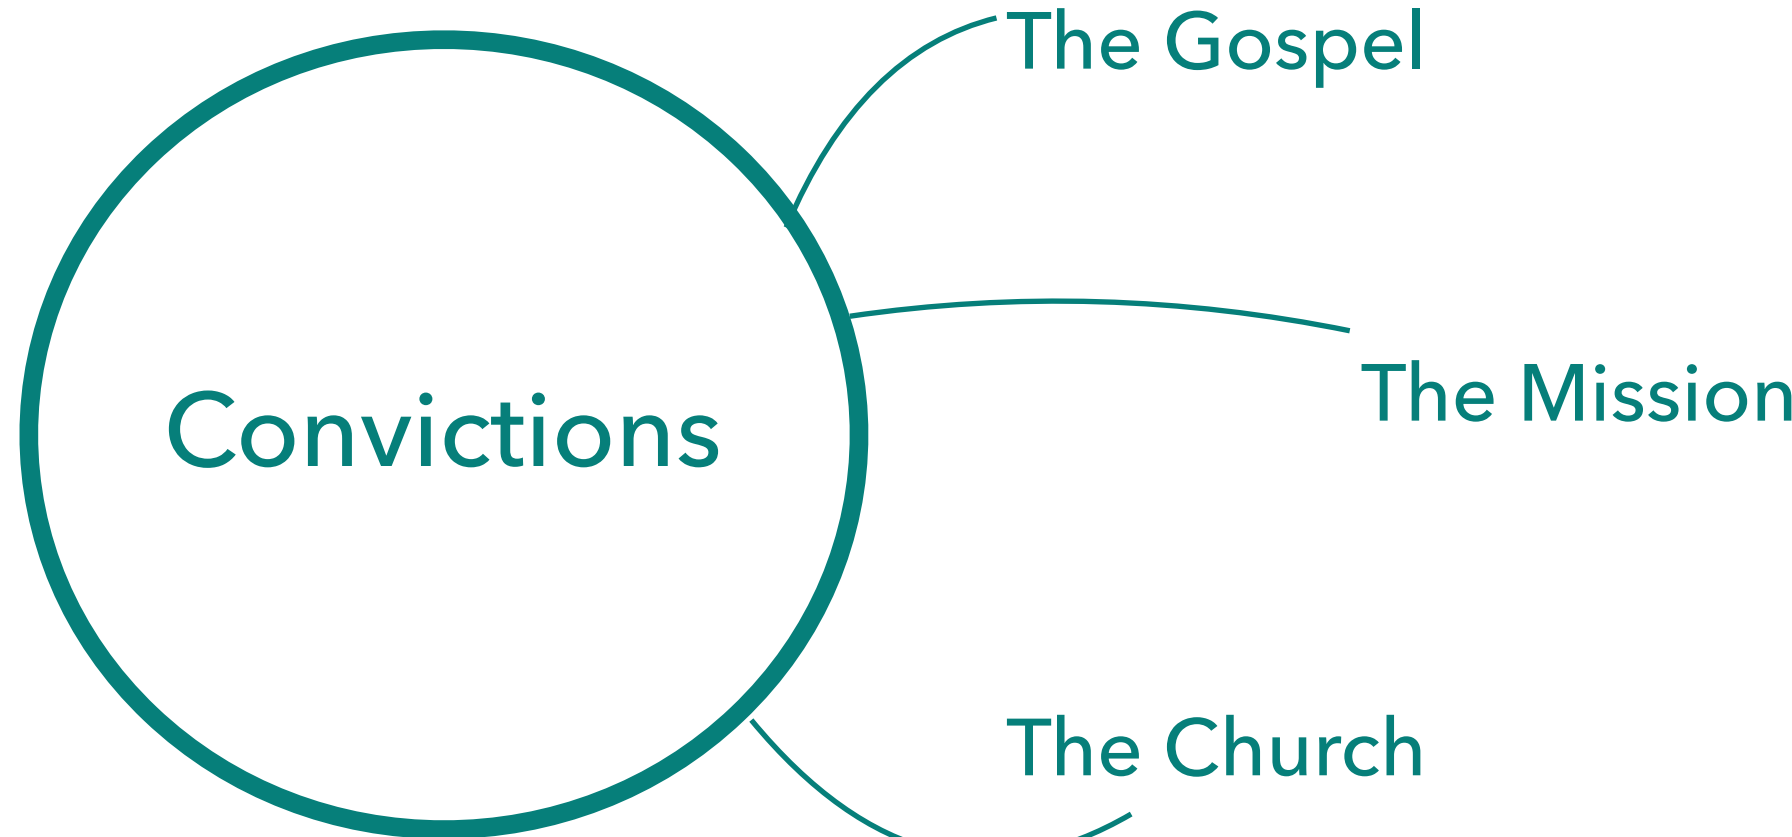 The Gospel
The Mission
Convictions
The Church